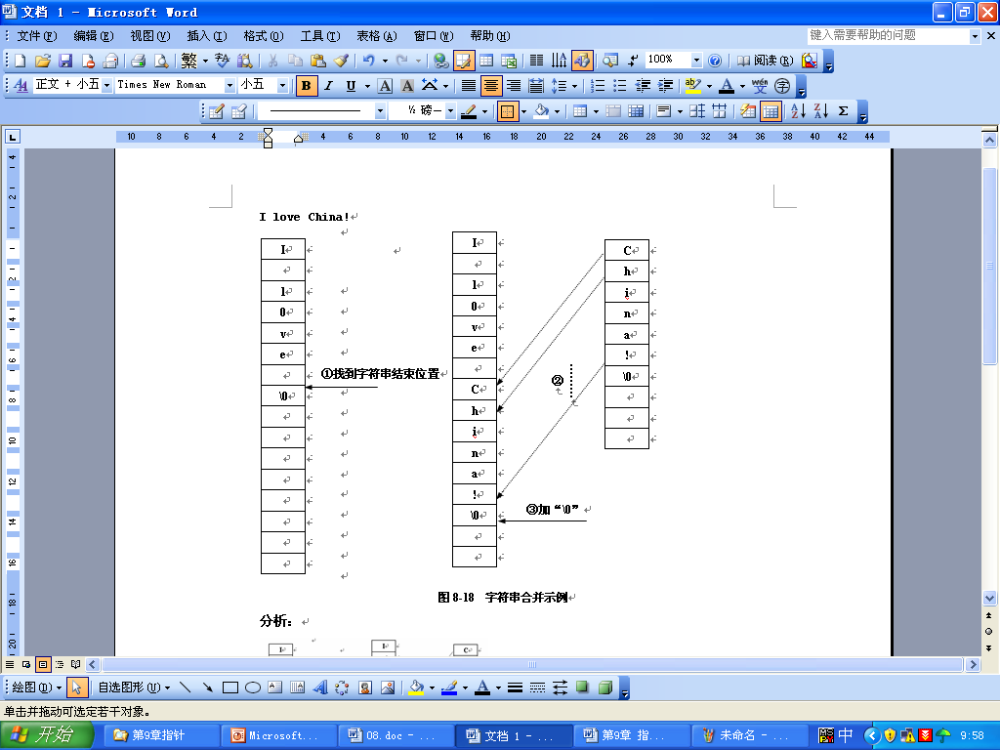 文档 1 - Microsoft Word
文件(F) 编辑(E) 视图(V) 插入(I) 格式(O) 工具(T) 表格(A) 窗口(W) 帮助(H) 键入需要帮助的问题
繁 100% 阅读(R)
正文 + 小五 Times New Roman 小五 B I U A A ab A wén 字
½ 磅 Σ
10 8 6 4 2 2 4 6 8 10 12 14 16 18 20 22 24 26 28 30 32 34 36 38 40 42 44
I love China!
I I C
h
l l i
0 0 n
v v a
e e !
①找到字符串结束位置 ② \0
\0 C
h
i
n
a
!
\0 ③加“\0”
图 8-18 字符串合并示例
分析：
I I C
绘图(D) 自选图形(U)
单击并拖动可选定若干对象。
开始 第9章指针 Microsoft... 08.doc - ... 文档 1 - ... 第9章 指... 未命名 - ... 中 9:58